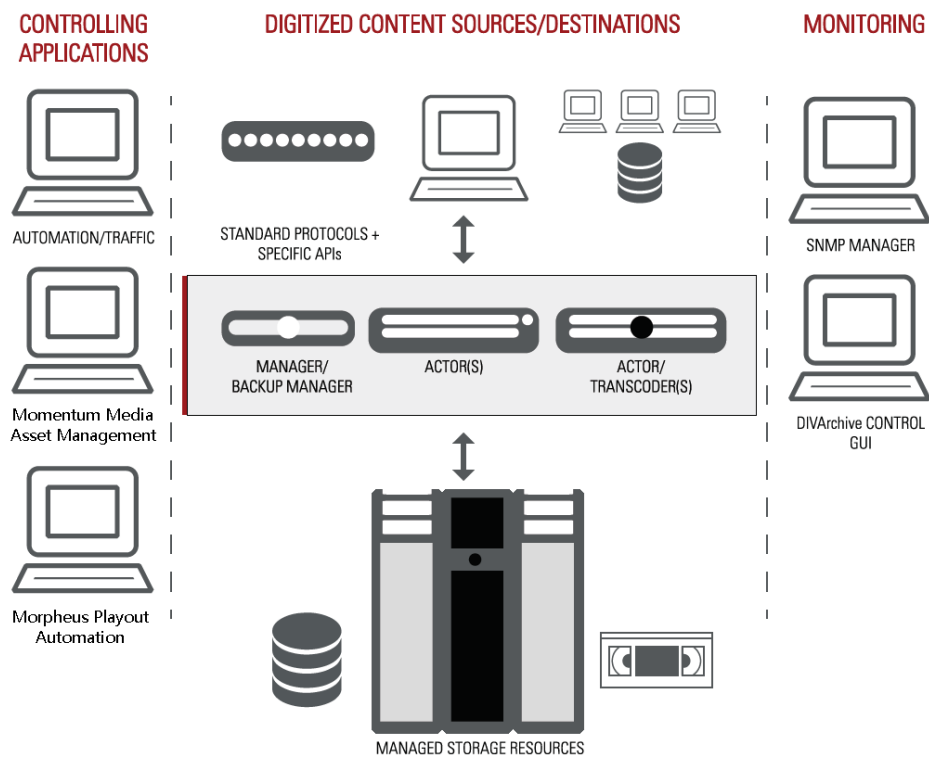 CONTROLLING
APPLICATIONS
DIGITIZED CONTENT SOURCES/DESTINATIONS
MONITORING
AUTOMATION/TRAFFIC
STANDARD PROTOCOLS +
SPECIFIC APIs
SNMP MANAGER
MANAGER/
BACKUP MANAGER
ACTOR(S)
ACTOR/
TRANSCODER(S)
Momentum Media
Asset Management
DIVArchive CONTROL
GUI
Morpheus Playout
Automation
MANAGED STORAGE RESOURCES